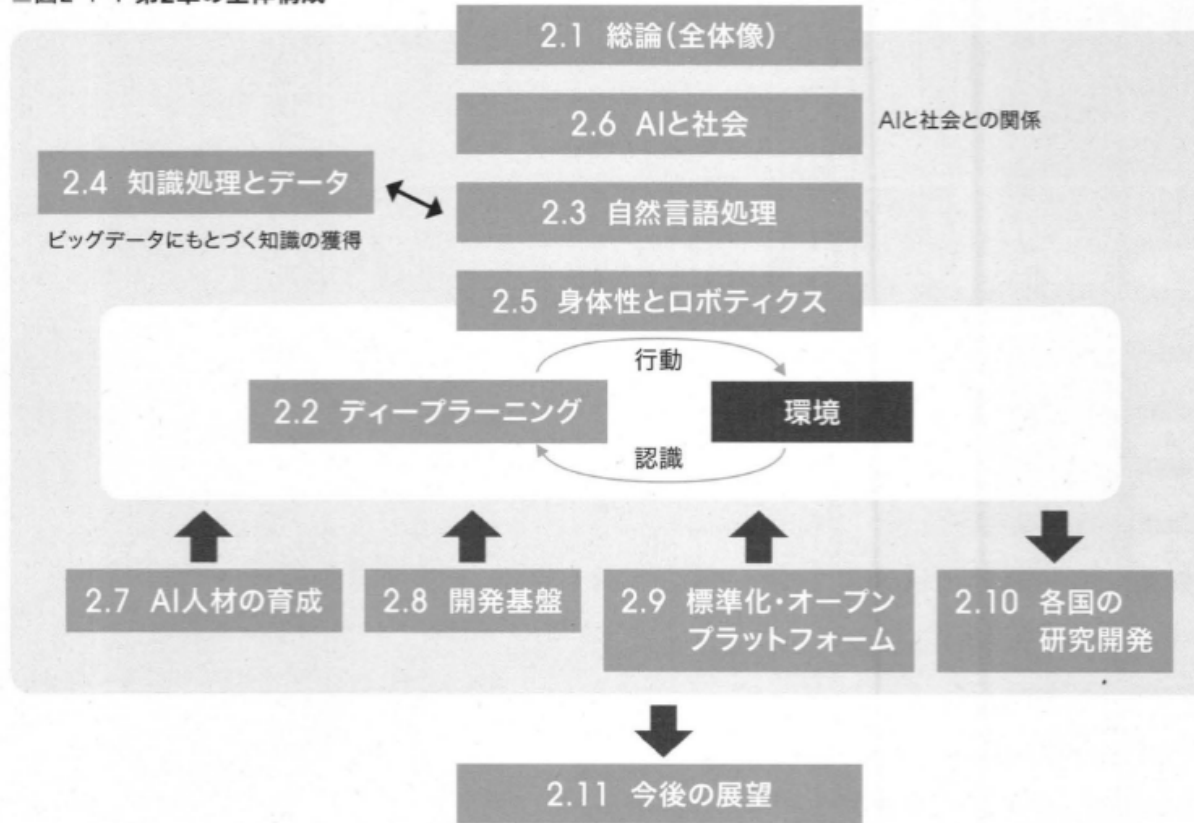 2.1 総論(全体像)
2.6 AIと社会
AIと社会との関係
2.4 知識処理とデータ
ビッグデータにもとづく知識の獲得
2.3 自然言語処理
2.5 身体性とロボティクス
行動
2.2 ディープラーニング
環境
認識
2.7 AI人材の育成
2.8 開発基盤
2.9 標準化・オープン
プラットフォーム
2.10 各国の
研究開発
2.11 今後の展望